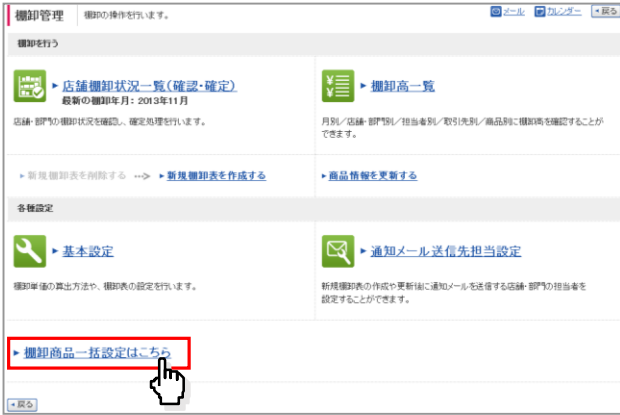 棚卸管理 棚卸の操作を行います。 メール カレンダー 戻る
棚卸を行う
店舗棚卸状況一覧(確認・確定)
最新の棚卸年月：2013年11月
店舗・部門の棚卸状況を確認し、確定処理を行います。
棚卸高一覧
月別／店舗・部門別／担当者別／取引先別／商品別に棚卸高を確認することが
できます。
新規棚卸表を削除する ---> 新規棚卸表を作成する
商品情報を更新する
各種設定
基本設定
棚卸単価の算出方法や、棚卸表の設定を行います。
通知メール送信先担当設定
新規棚卸表の作成や更新後に通知メールを送信する店舗・部門の担当者を
設定することができます。
棚卸商品一括設定はこちら
戻る